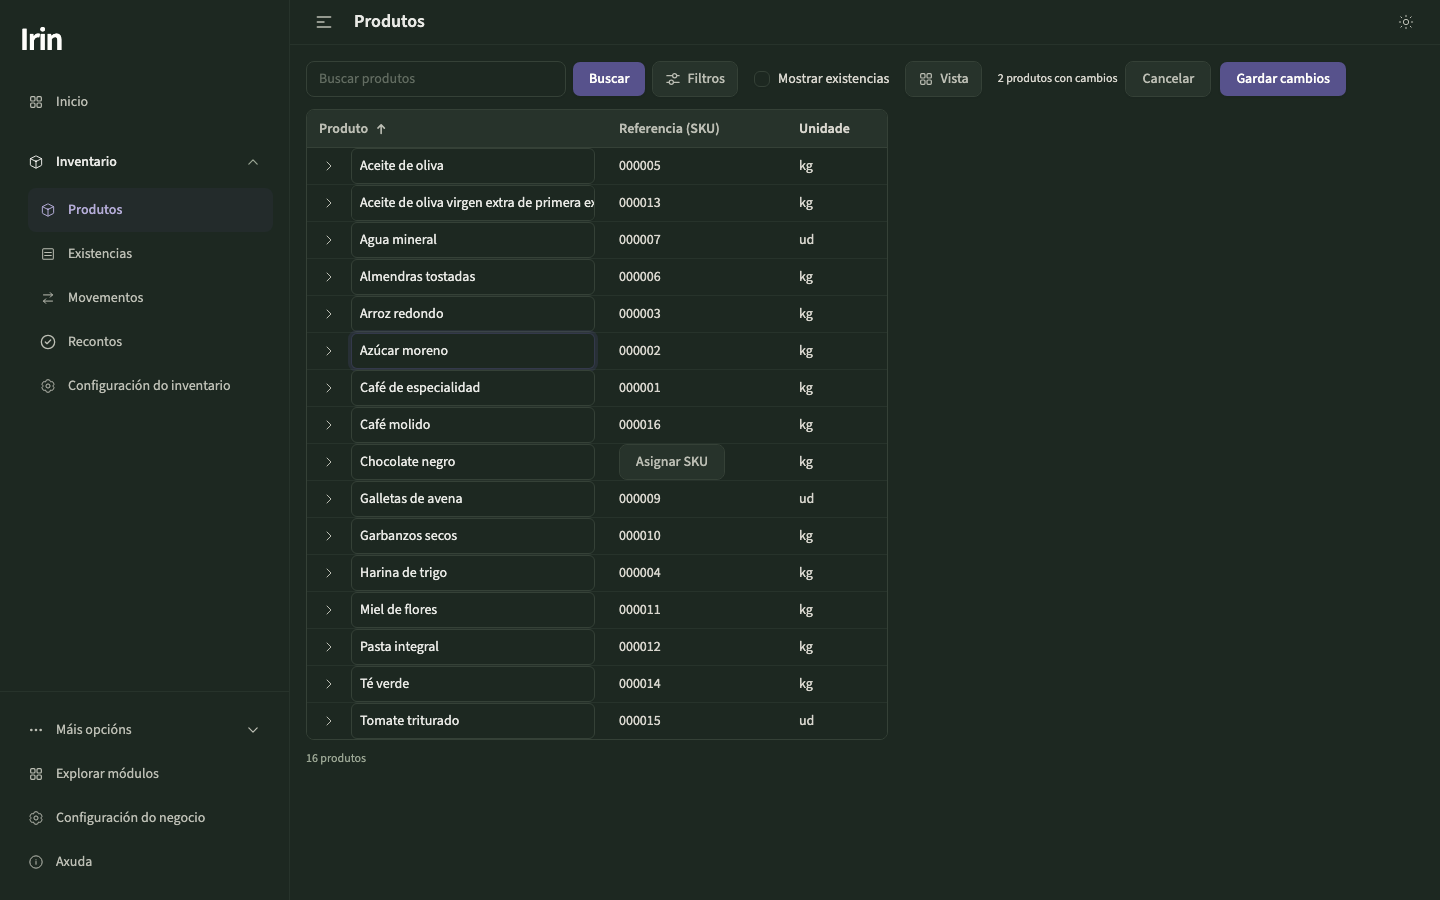 Irin
Produtos
Buscar produtos
Buscar
Filtros
Mostrar existencias
Vista
2 produtos con cambios
Cancelar
Gardar cambios
Inicio
Inventario
Produtos
Existencias
Movementos
Recontos
Configuración do inventario
Máis opcións
Explorar módulos
Configuración do negocio
Axuda
Produto Referencia (SKU) Unidade
Aceite de oliva 000005 kg
Aceite de oliva virgen extra de primera 000013 kg
Agua mineral 000007 ud
Almendras tostadas 000006 kg
Arroz redondo 000003 kg
Azúcar moreno 000002 kg
Café de especialidad 000001 kg
Café molido 000016 kg
Chocolate negro Asignar SKU kg
Galletas de avena 000009 ud
Garbanzos secos 000010 kg
Harina de trigo 000004 kg
Miel de flores 000011 kg
Pasta integral 000012 kg
Té verde 000014 kg
Tomate triturado 000015 ud
16 produtos